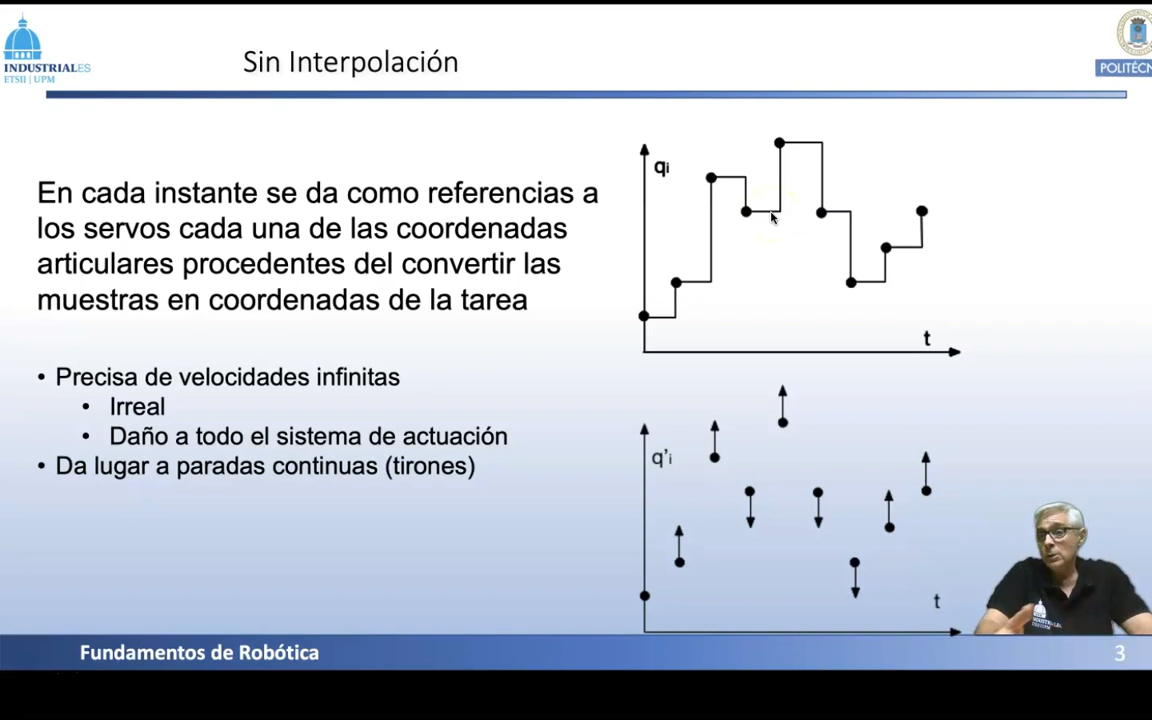 INDUSTRIALES
ETSII | UPM
Sin Interpolación
En cada instante se da como referencias a
los servos cada una de las coordenadas
articulares procedentes del convertir las
muestras en coordenadas de la tarea
• Precisa de velocidades infinitas
• Irreal
• Daño a todo el sistema de actuación
• Da lugar a paradas continuas (tirones)
qi
t
q'i
t
POLITÉCN
Fundamentos de Robótica
3